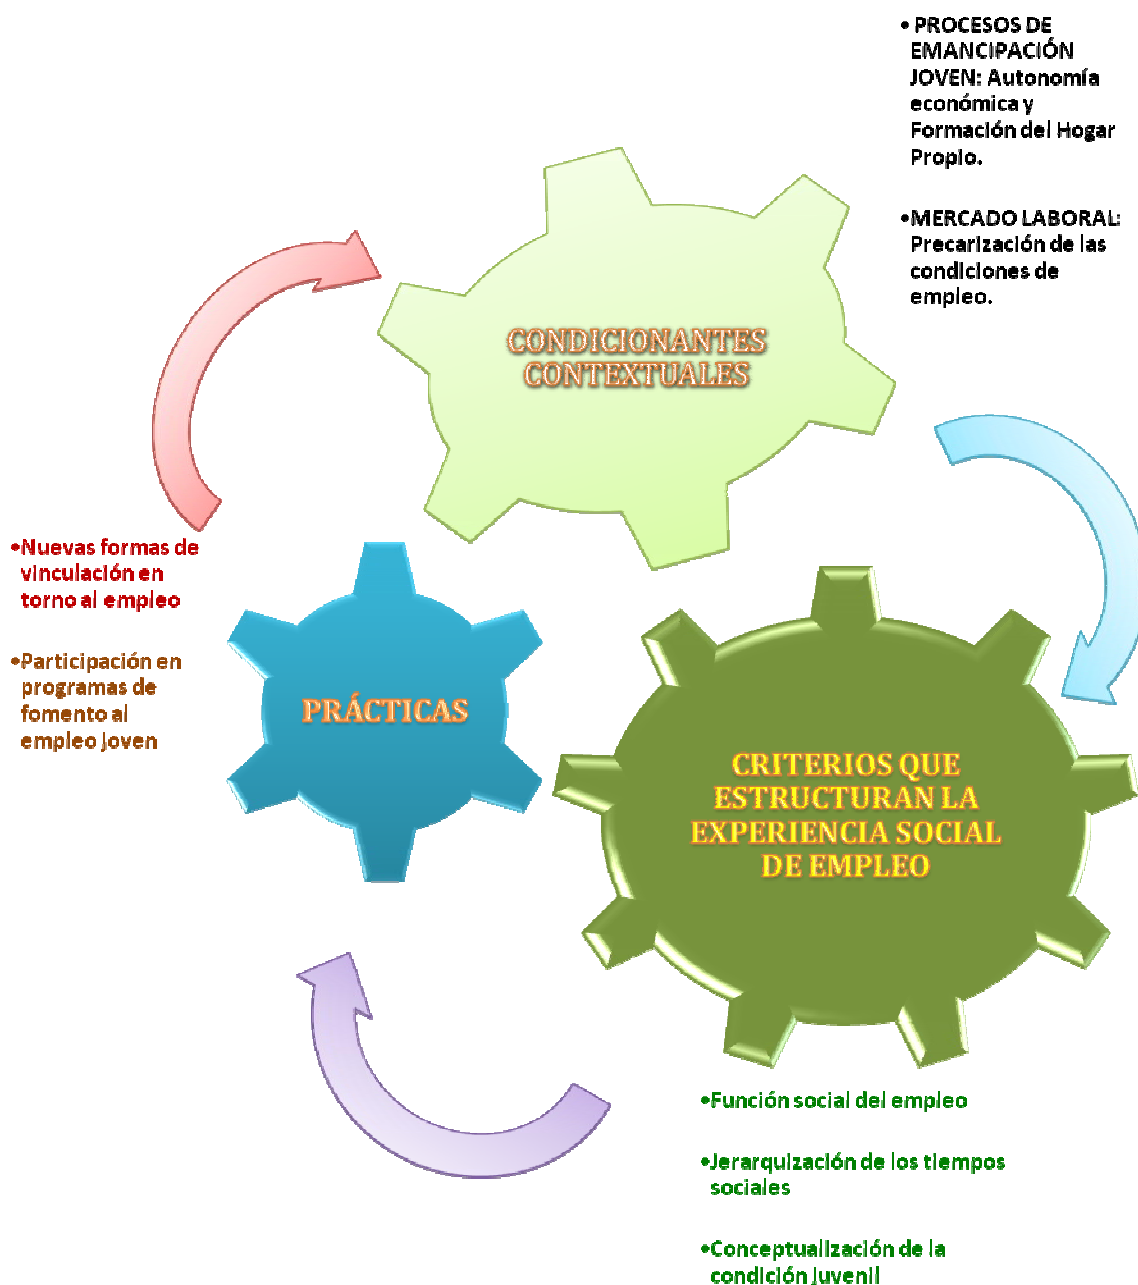 • PROCESOS DE
EMANCIPACIÓN
JOVEN: Autonomía
económica y
Formación del Hogar
Propio.
•MERCADO LABORAL:
Precarización de las
condiciones de
empleo.
CONDICIONANTES
CONTEXTUALES
•Nuevas formas de
vinculación en
torno al empleo
•Participación en
programas de
fomento al
empleo joven
PRÁCTICAS
CRITERIOS QUE
ESTRUCTURAN LA
EXPERIENCIA SOCIAL
DE EMPLEO
•Función social del empleo
•Jerarquización de los tiempos
sociales
•Conceptualización de la
condición juvenil